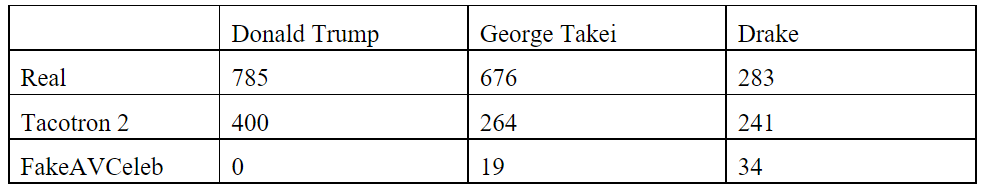 Donald Trump George Takei Drake
Real 785 676 283
Tacotron 2 400 264 241
FakeAVCeleb 0 19 34